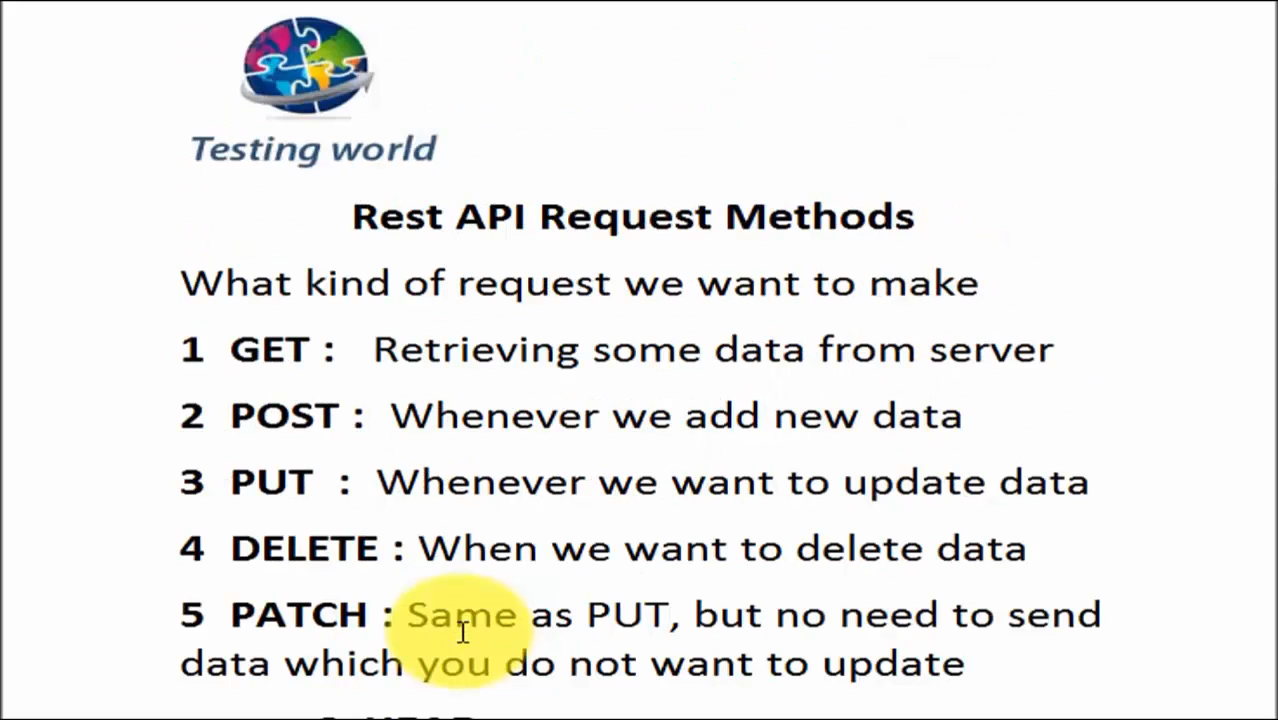 Testing world
Rest API Request Methods
What kind of request we want to make
1 GET : Retrieving some data from server
2 POST : Whenever we add new data
3 PUT : Whenever we want to update data
4 DELETE : When we want to delete data
5 PATCH : Same as PUT, but no need to send
data which you do not want to update